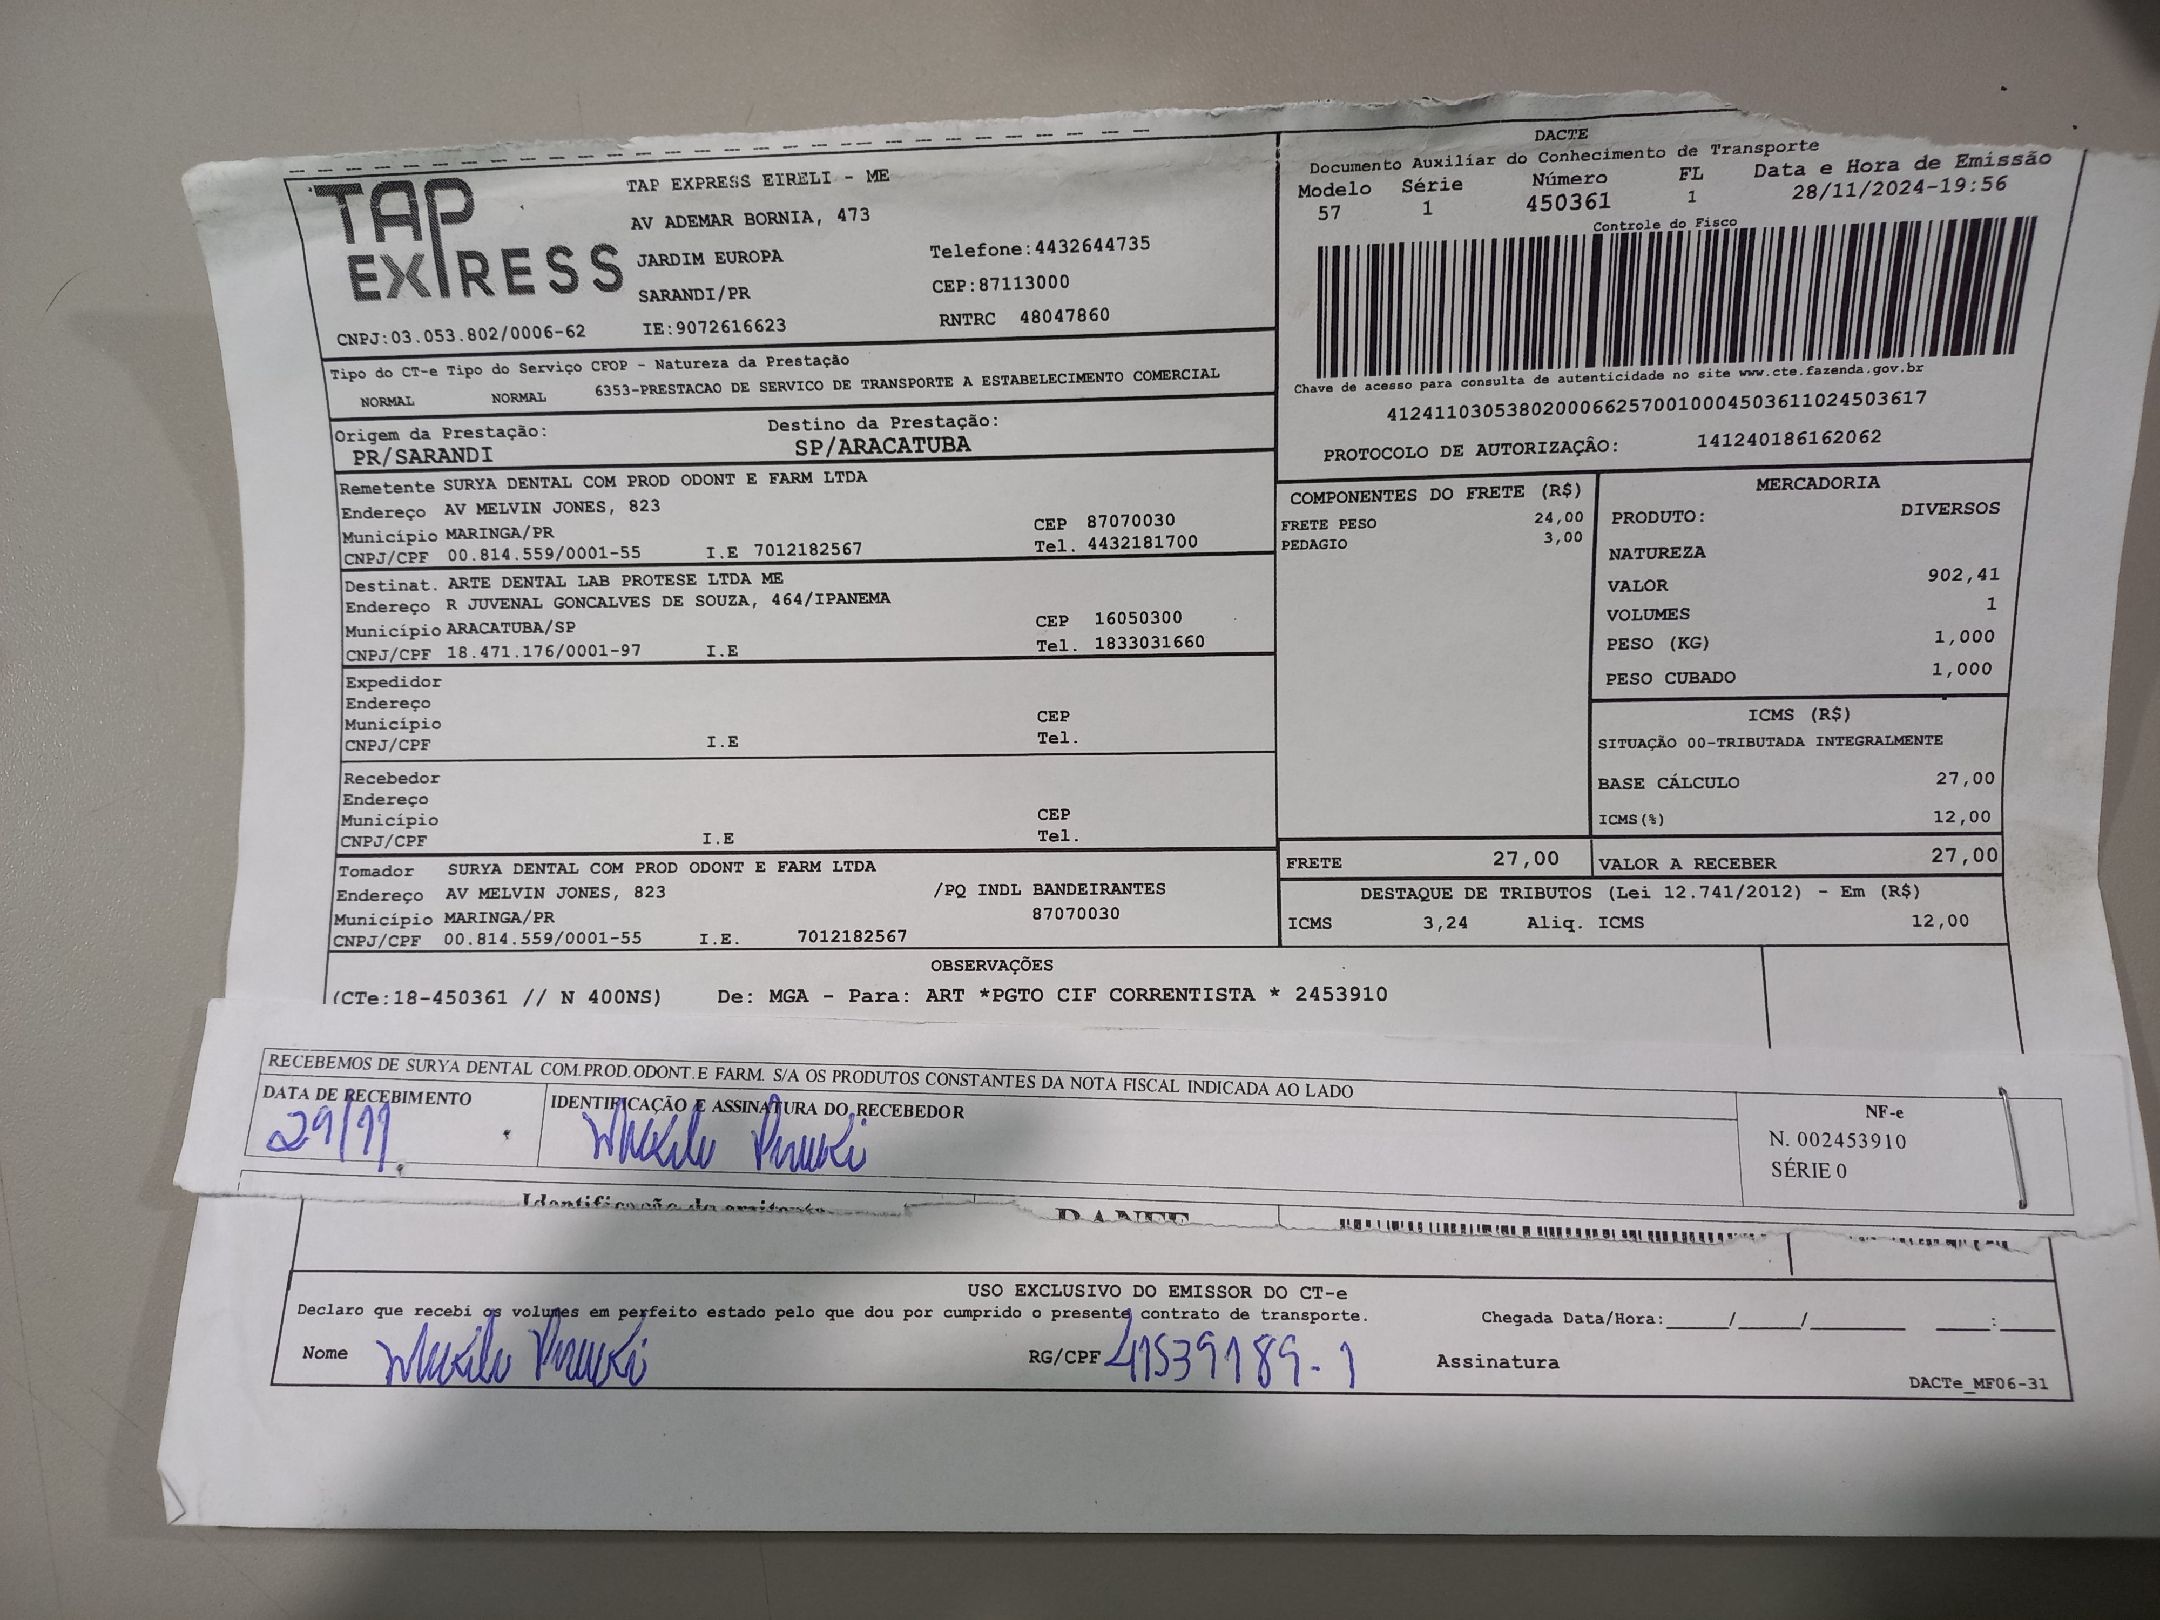 TAP EXPRESS
TAP EXPRESS EIRELI - ME
AV ADEMAR BORNIA, 473
JARDIM EUROPA Telefone:4432644735
SARANDI/PR CEP:87113000
CNPJ:03.053.802/0006-62 IE:9072616623 RNTRC 48047860
DACTE
Documento Auxiliar do Conhecimento de Transporte
Modelo Série Número FL Data e Hora de Emissão
57 1 450361 1 28/11/2024-19:56
Controle do Fisco
Chave de acesso para consulta de autenticidade no site www.cte.fazenda.gov.br
41241103053802000662570010004503611024503617
PROTOCOLO DE AUTORIZAÇÂO: 141240186162062
Tipo do CT-e Tipo do Serviço CFOP - Natureza da Prestação
NORMAL NORMAL 6353-PRESTACAO DE SERVICO DE TRANSPORTE A ESTABELECIMENTO COMERCIAL
Origem da Prestação: Destino da Prestação:
PR/SARANDI SP/ARACATUBA
Remetente SURYA DENTAL COM PROD ODONT E FARM LTDA
Endereço AV MELVIN JONES, 823
Município MARINGA/PR CEP 87070030
CNPJ/CPF 00.814.559/0001-55 I.E 7012182567 Tel. 4432181700
Destinat. ARTE DENTAL LAB PROTESE LTDA ME
Endereço R JUVENAL GONCALVES DE SOUZA, 464/IPANEMA
Município ARACATUBA/SP CEP 16050300
CNPJ/CPF 18.471.176/0001-97 I.E Tel. 1833031660
Expedidor
Endereço
Município CEP
CNPJ/CPF I.E Tel.
Recebedor
Endereço
Município CEP
CNPJ/CPF I.E Tel.
Tomador SURYA DENTAL COM PROD ODONT E FARM LTDA
Endereço AV MELVIN JONES, 823 /PQ INDL BANDEIRANTES
Município MARINGA/PR 87070030
CNPJ/CPF 00.814.559/0001-55 I.E. 7012182567
COMPONENTES DO FRETE (R$)
FRETE PESO 24,00
PEDAGIO 3,00
MERCADORIA
PRODUTO: DIVERSOS
NATUREZA
VALOR 902,41
VOLUMES 1
PESO (KG) 1,000
PESO CUBADO 1,000
ICMS (R$)
SITUAÇÃO 00-TRIBUTADA INTEGRALMENTE
BASE CÁLCULO 27,00
ICMS(%) 12,00
FRETE 27,00 VALOR A RECEBER 27,00
DESTAQUE DE TRIBUTOS (Lei 12.741/2012) - Em (R$)
ICMS 3,24 Aliq. ICMS 12,00
OBSERVAÇÕES
(CTe:18-450361 // N 400NS) De: MGA - Para: ART *PGTO CIF CORRENTISTA * 2453910
RECEBEMOS DE SURYA DENTAL COM.PROD.ODONT.E FARM. S/A OS PRODUTOS CONSTANTES DA NOTA FISCAL INDICADA AO LADO
DATA DE RECEBIMENTO IDENTIFICAÇÃO E ASSINATURA DO RECEBEDOR NF-e
29/11 N. 002453910
SÉRIE 0
Identificação do emitente DANFE
USO EXCLUSIVO DO EMISSOR DO CT-e
Declaro que recebi os volumes em perfeito estado pelo que dou por cumprido o presente contrato de transporte. Chegada Data/Hora:_____/_____/________ ____:_____
Nome RG/CPF 41539189-1 Assinatura
DACTe_MF06-31